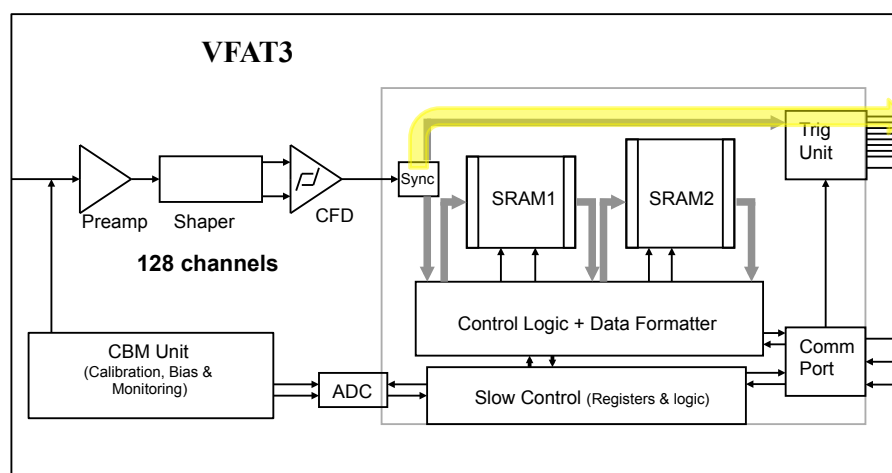 VFAT3
Trig
Unit
Sync
SRAM1
SRAM2
Preamp
Shaper
CFD
128 channels
Control Logic + Data Formatter
CBM Unit
(Calibration, Bias &
Monitoring)
Comm
Port
ADC
Slow Control (Registers & logic)